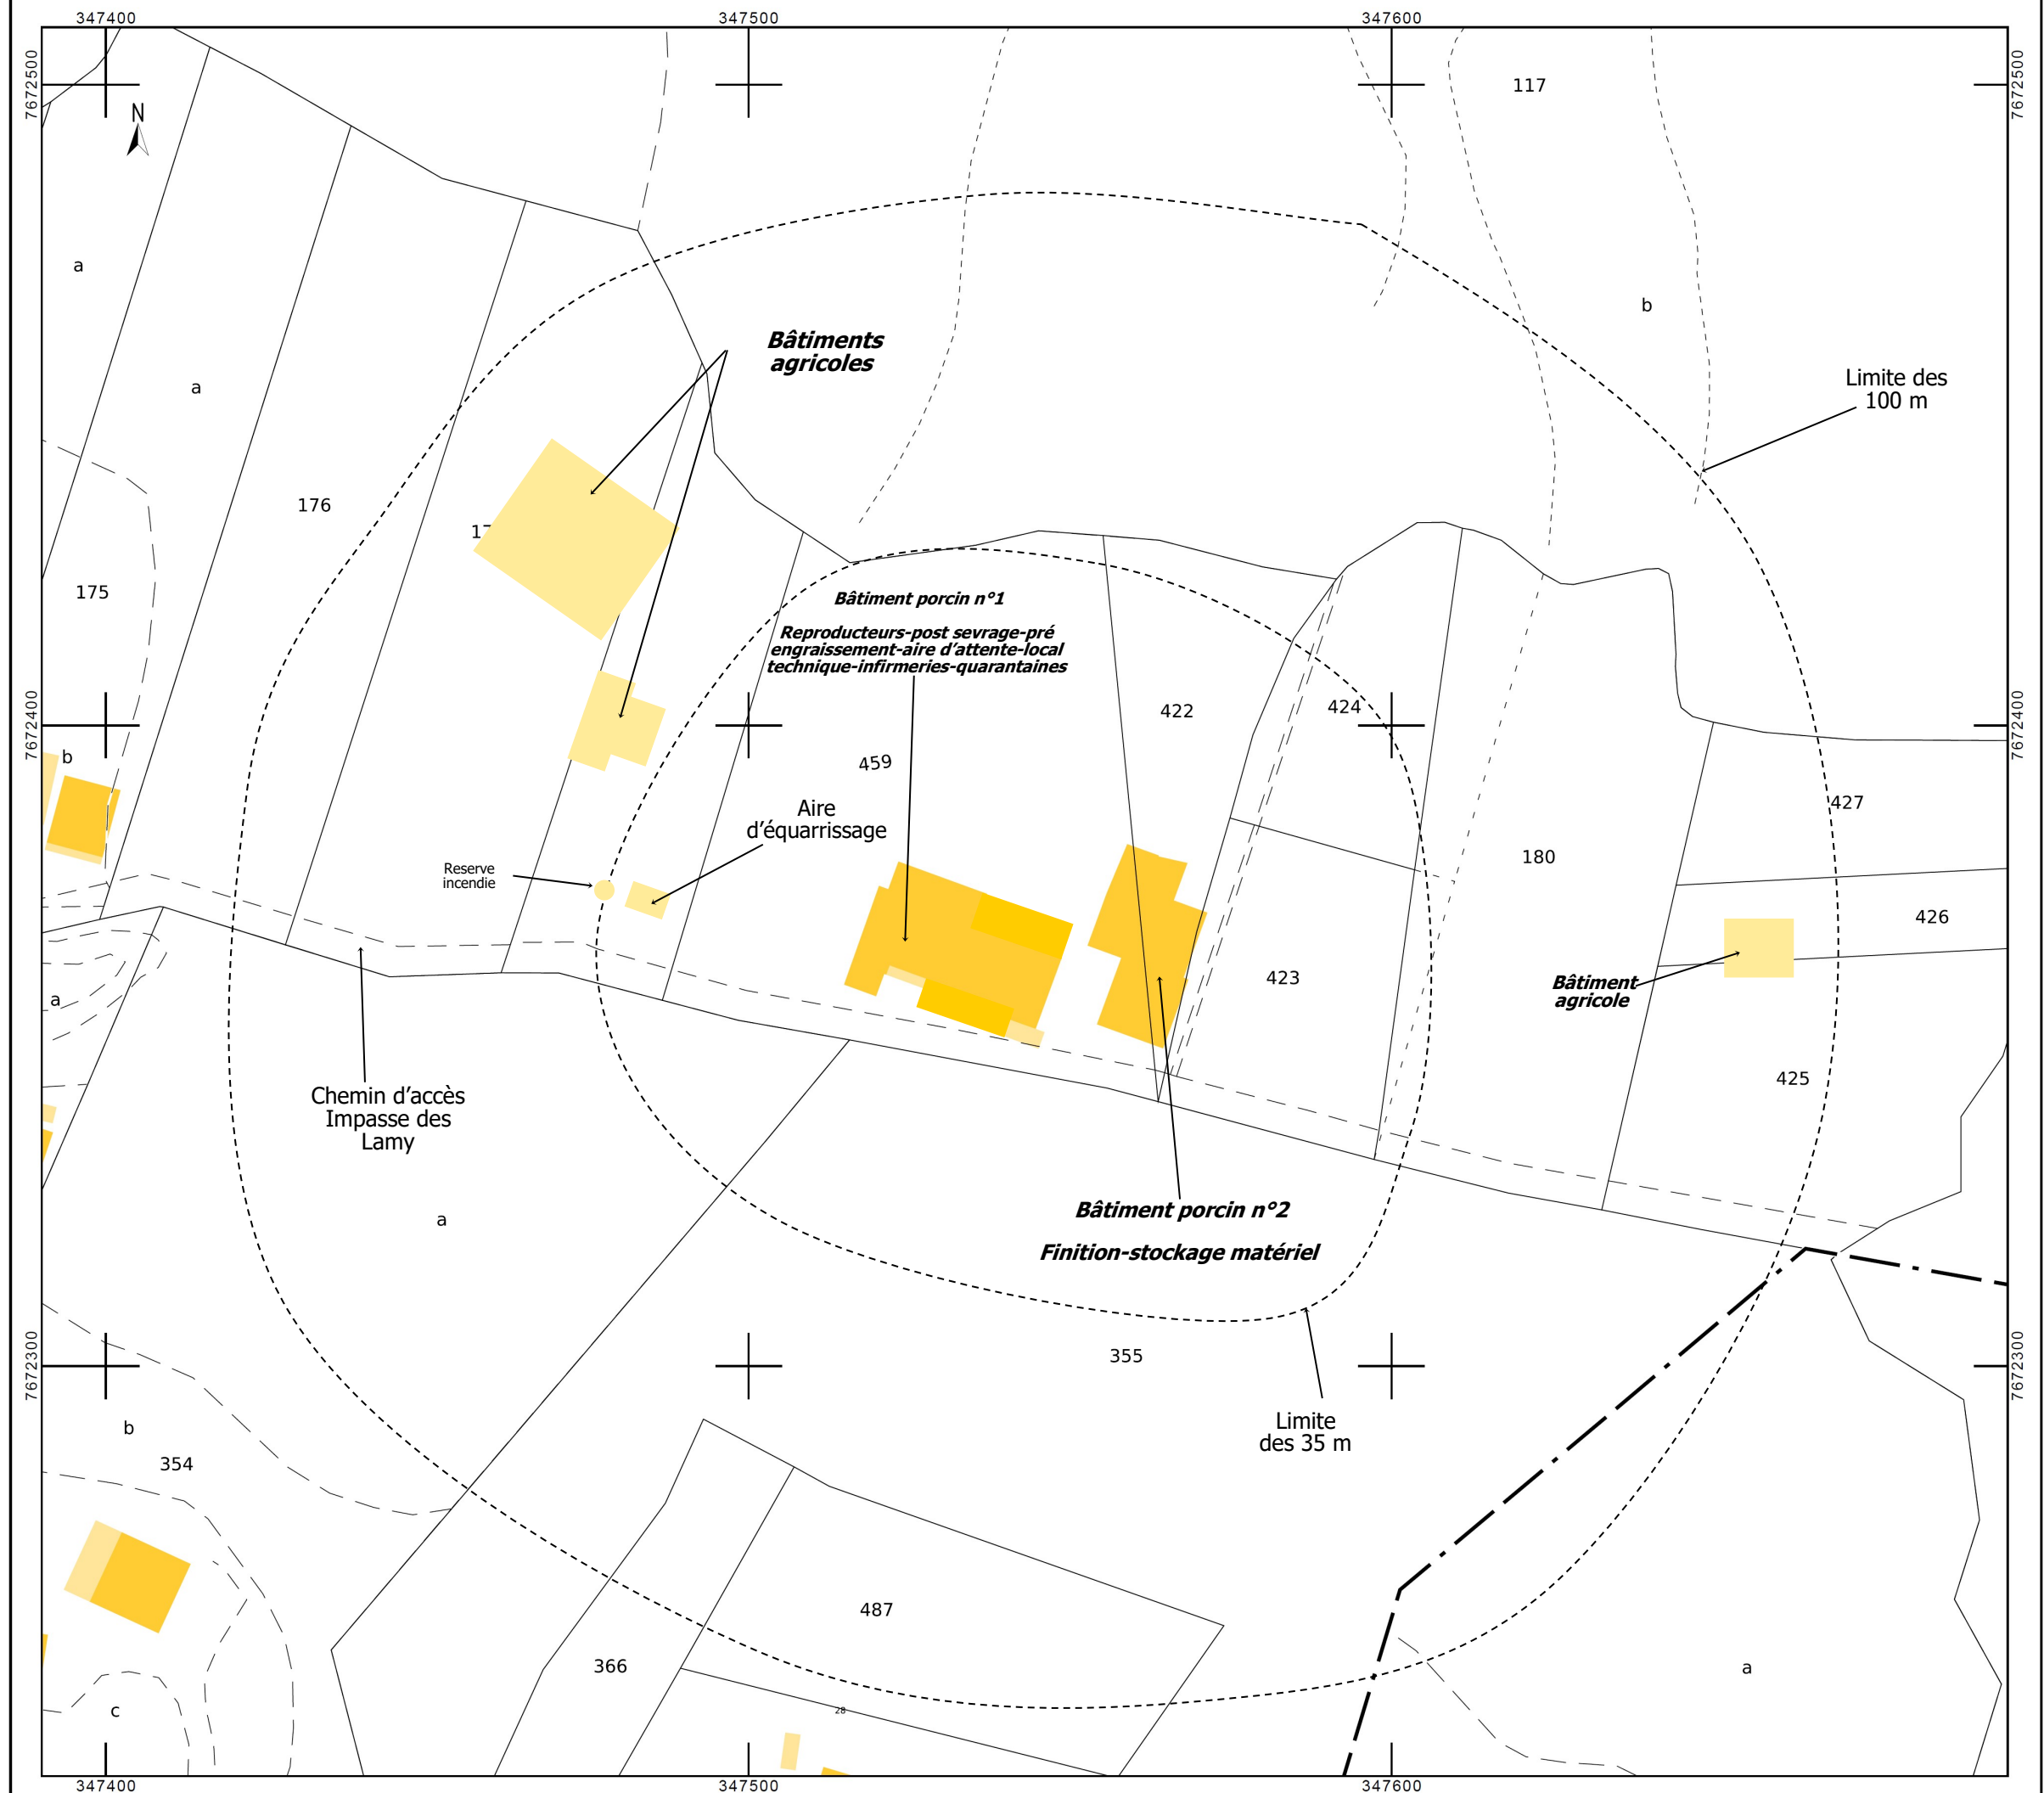 347400
347500
347600
7672500
7672500
N
117
a
b
Bâtiments
agricoles
Limite des
100 m
a
176
175
Bâtiment porcin n°1
Reproducteurs-post sevrage-pré
engraissement-aire d'attente-local
technique-infirmeries-quarantaines
7672400
7672400
422
424
b
459
427
Aire
d'équarrissage
180
Reserve
incendie
426
423
Bâtiment
agricole
a
425
Chemin d'accès
Impasse des
Lamy
a
Bâtiment porcin n°2
Finition-stockage matériel
7672300
7672300
355
Limite
des 35 m
b
354
487
366
a
c
28
347400
347500
347600